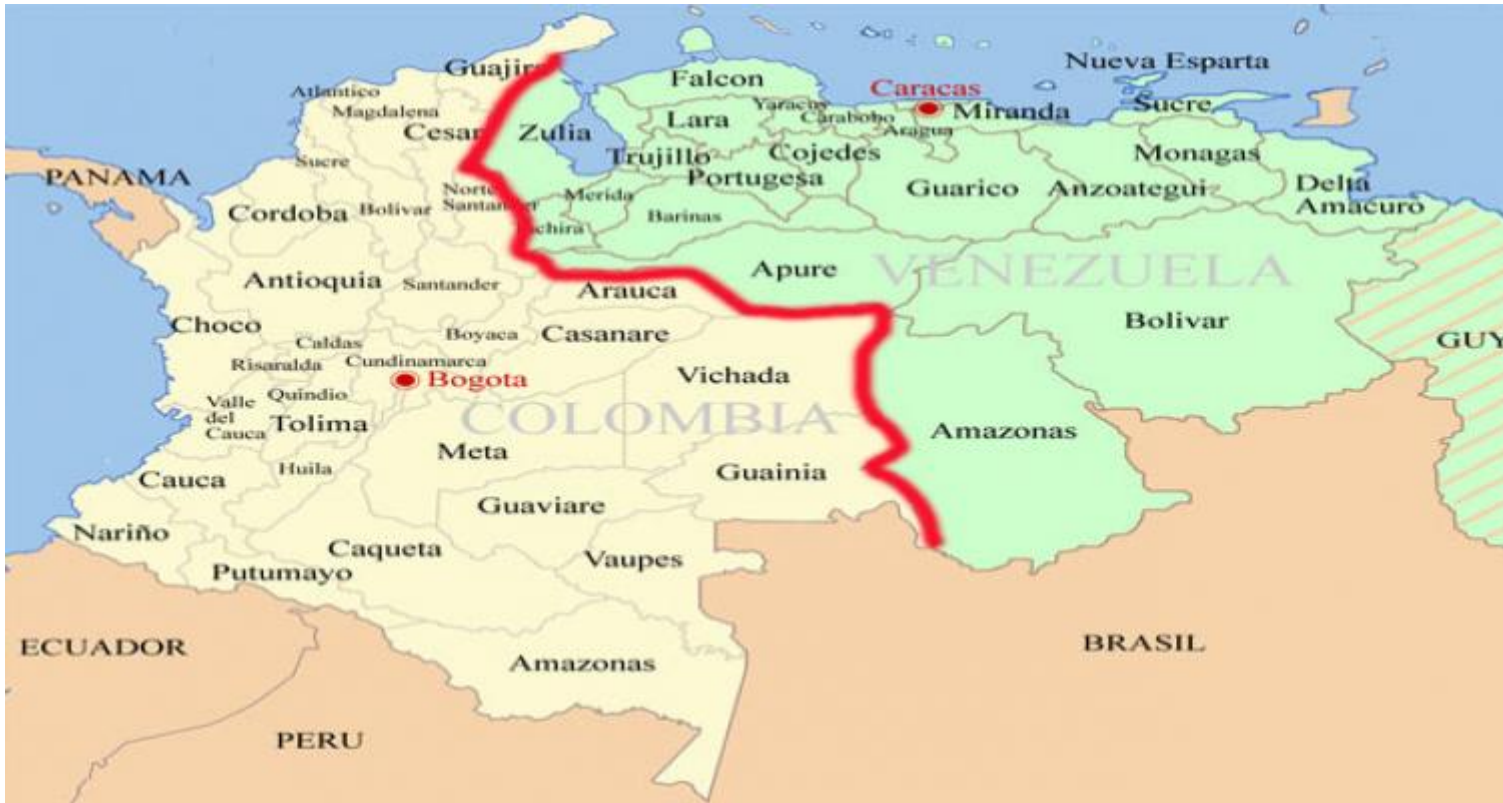 Guajira
Atlantico
Magdalena
Cesar
Sucre
PANAMA
Cordoba
Bolivar
Norte
Santander
Antioquia
Santander
Choco
Caldas
Boyaca
Risaralda
Cundinamarca
Bogota
Casanare
Arauca
Valle
del
Cauca
Quindio
Tolima
COLOMBIA
Vichada
Meta
Huila
Guainia
Cauca
Guaviare
Nariño
Caqueta
Vaupes
Putumayo
Amazonas
ECUADOR
PERU
Falcon
Zulia
Lara
Yaracuy
Carabobo
Caracas
Aragua
Miranda
Nueva Esparta
Sucre
Trujillo
Cojedes
Portugesa
Merida
Barinas
Guarico
Anzoategui
Monagas
Delta
Amacuro
Apure
VENEZUELA
Bolivar
Amazonas
GUY
BRASIL